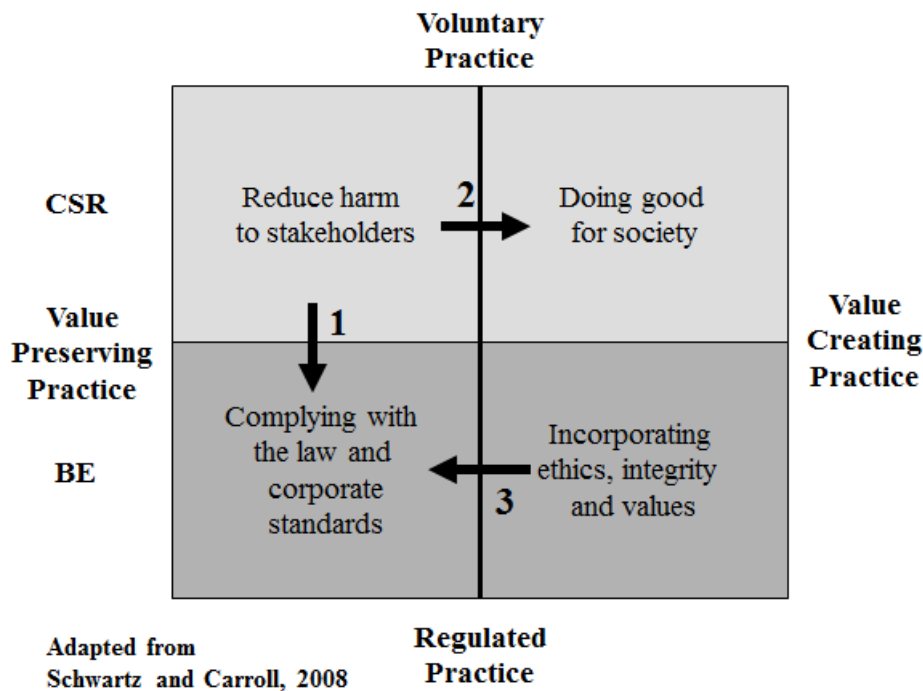 Voluntary
Practice
CSR
Reduce harm
to stakeholders
2
Doing good
for society
Value
Preserving
Practice
1
Value
Creating
Practice
BE
Complying with
the law and
corporate
standards
3
Incorporating
ethics, integrity
and values
Regulated
Practice
Adapted from
Schwartz and Carroll, 2008